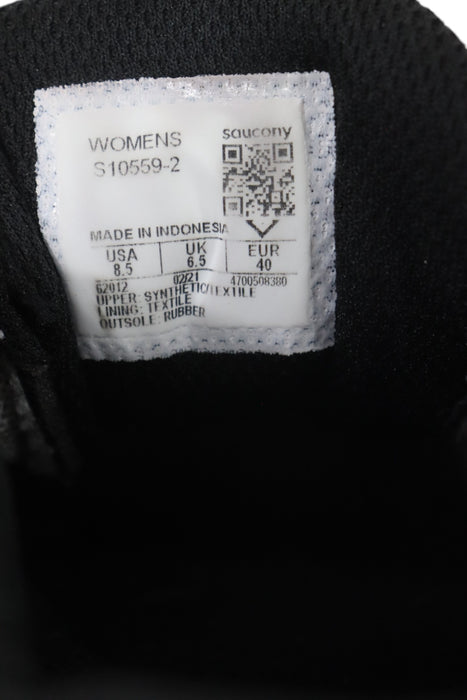 WOMENS
S10559-2
saucony
MADE IN INDONESIA
USA UK EUR
8.5 6.5 40
62012 02/21 4700508380
UPPER: SYNTHETIC/TEXTILE
LINING: TEXTILE
OUTSOLE: RUBBER